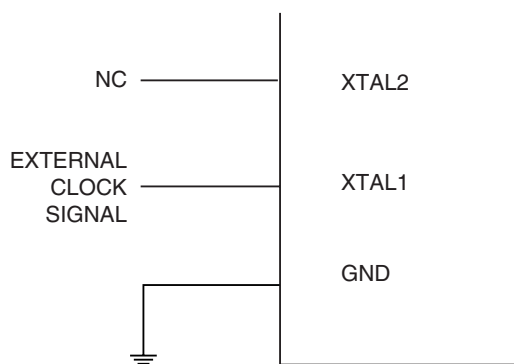 NC
XTAL2
EXTERNAL
CLOCK
SIGNAL
XTAL1
GND